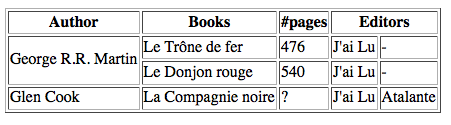 Author Books #pages Editors
George R.R. Martin Le Trône de fer 476 J'ai Lu -
Le Donjon rouge 540 J'ai Lu -
Glen Cook La Compagnie noire ? J'ai Lu Atalante